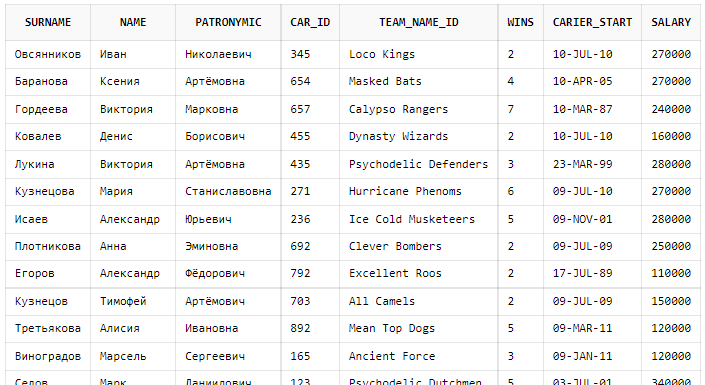 SURNAME NAME PATRONYMIC CAR_ID TEAM_NAME_ID WINS CARIER_START SALARY
Овсянников Иван Николаевич 345 Loco Kings 2 10-JUL-10 270000
Баранова Ксения Артёмовна 654 Masked Bats 4 10-APR-05 270000
Гордеева Виктория Марковна 657 Calypso Rangers 7 10-MAR-87 240000
Ковалев Денис Борисович 455 Dynasty Wizards 2 10-JUL-10 160000
Лукина Виктория Артёмовна 435 Psychodelic Defenders 3 23-MAR-99 280000
Кузнецова Мария Станиславовна 271 Hurricane Phenoms 6 09-JUL-10 270000
Исаев Александр Юрьевич 236 Ice Cold Musketeers 5 09-NOV-01 280000
Плотникова Анна Эминовна 692 Clever Bombers 2 09-JUL-09 250000
Егоров Александр Фёдорович 792 Excellent Roos 2 17-JUL-89 110000
Кузнецов Тимофей Артёмович 703 All Camels 2 09-JUL-09 150000
Третьякова Алисия Ивановна 892 Mean Top Dogs 5 09-MAR-11 120000
Виноградов Марсель Сергеевич 165 Ancient Force 3 09-JAN-11 120000
Седов Марк Даниилович 123 Psychodelic Dutchmen 5 03-JUL-01 340000